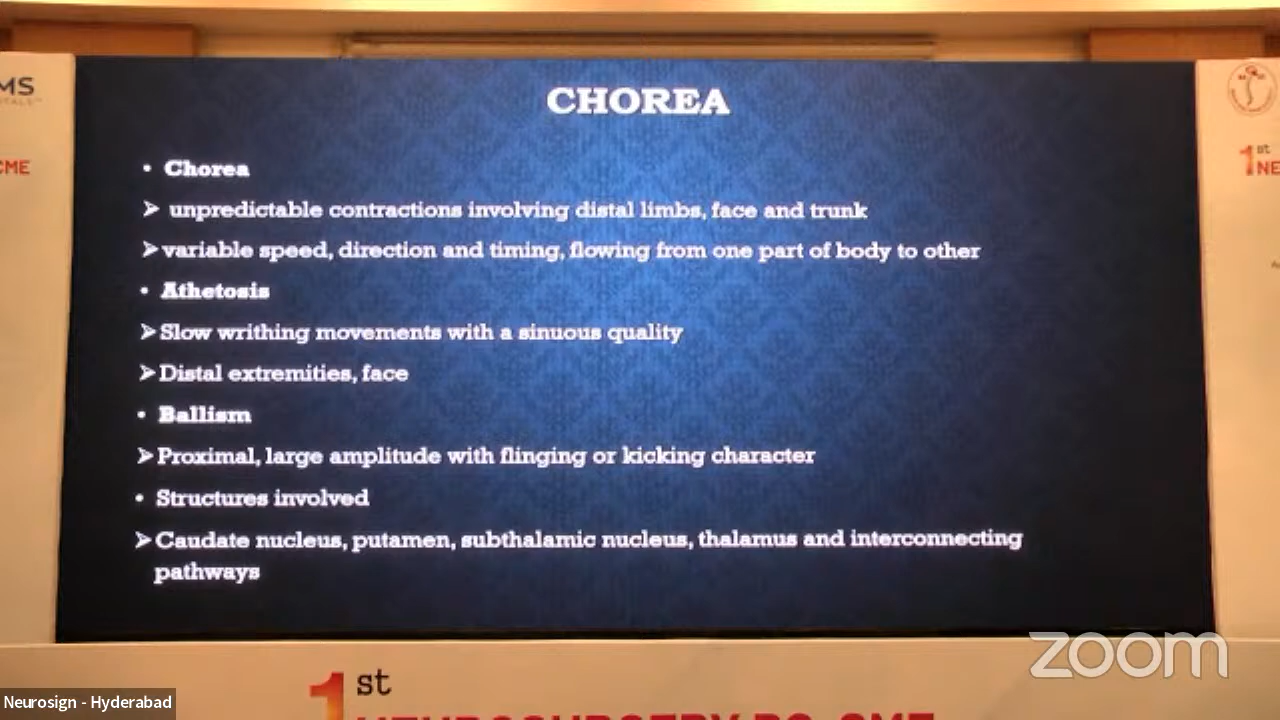 MS
CME
CHOREA
• Chorea
➢ unpredictable contractions involving distal limbs, face and trunk
➢ variable speed, direction and timing, flowing from one part of body to other
• Athetosis
➢ Slow writhing movements with a sinuous quality
➢ Distal extremities, face
• Ballism
➢ Proximal, large amplitude with flinging or kicking character
• Structures involved
➢ Caudate nucleus, putamen, subthalamic nucleus, thalamus and interconnecting
pathways
1st
NE
zoom
Neurosign - Hyderabad
1st